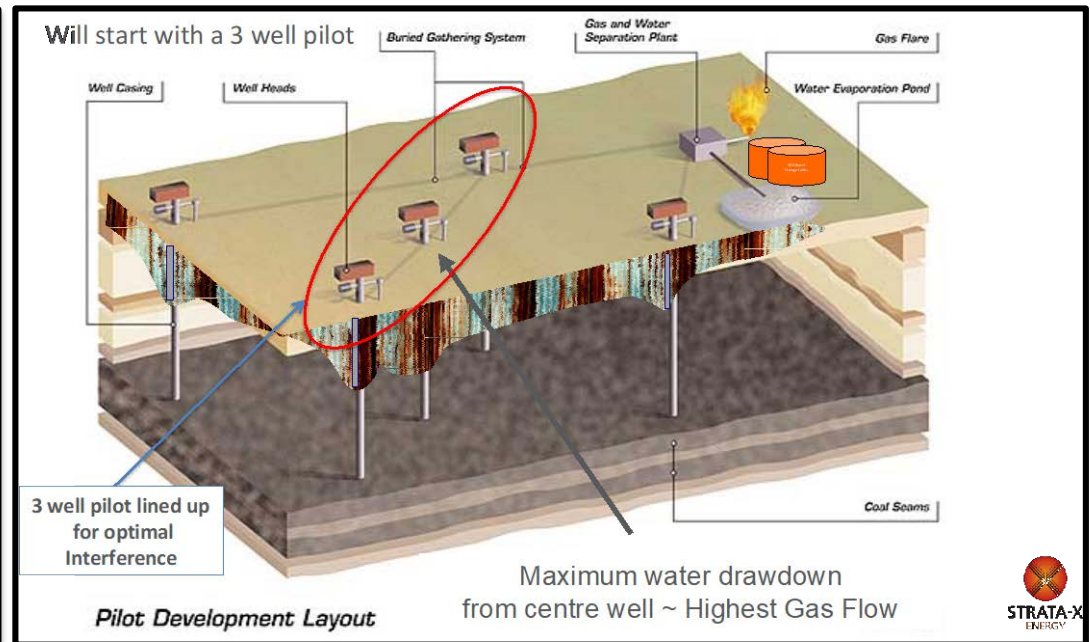 Will start with a 3 well pilot
Buried Gathering System
Gas and Water
Separation Plant
Gas Flare
Well Casing
Well Heads
Water Evaporation Pond
3 well pilot lined up
for optimal
Interference
Coal Seams
Maximum water drawdown
from centre well ~ Highest Gas Flow
Pilot Development Layout
STRATA-X
ENERGY